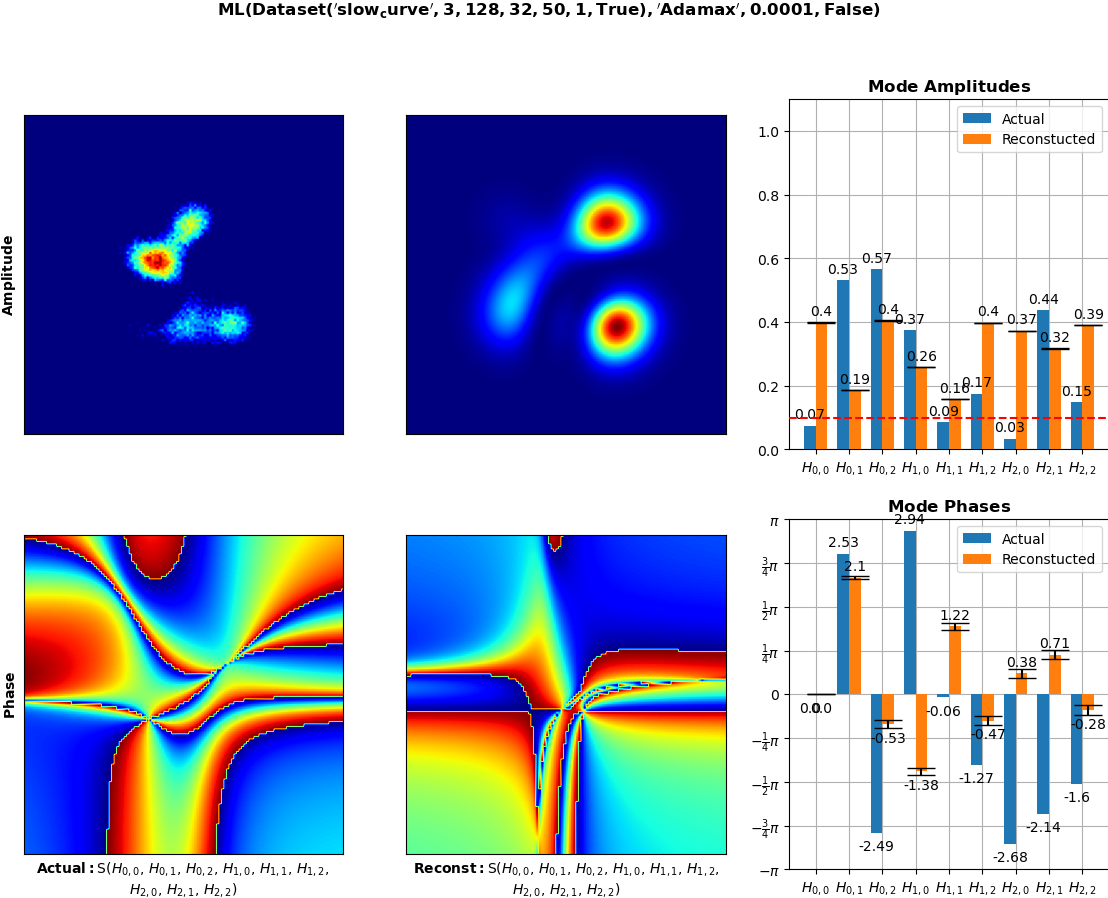 ML(Dataset('slow_curve', 3, 128, 32, 50, 1, True), 'Adamax', 0.0001, False)
Amplitude
Mode Amplitudes
Actual
Reconstucted
1.0
0.8
0.6
0.4
0.2
0.0
0.07
0.53
0.57
0.37
0.09
0.17
0.03
0.44
0.15
0.4
0.19
0.4
0.26
0.16
0.4
0.37
0.32
0.39
H0,0 H0,1 H0,2 H1,0 H1,1 H1,2 H2,0 H2,1 H2,2
Phase
Actual: S(H0,0, H0,1, H0,2, H1,0, H1,1, H1,2,
H2,0, H2,1, H2,2)
Reconst: S(H0,0, H0,1, H0,2, H1,0, H1,1, H1,2,
H2,0, H2,1, H2,2)
Mode Phases
Actual
Reconstucted
π
3/4π
1/2π
1/4π
0
−1/4π
−1/2π
−3/4π
−π
0.0
2.53
-2.49
2.94
-0.06
-1.27
-2.68
-2.14
-1.6
0.0
2.1
-0.53
-1.38
1.22
-0.47
0.38
0.71
-0.28
H0,0 H0,1 H0,2 H1,0 H1,1 H1,2 H2,0 H2,1 H2,2